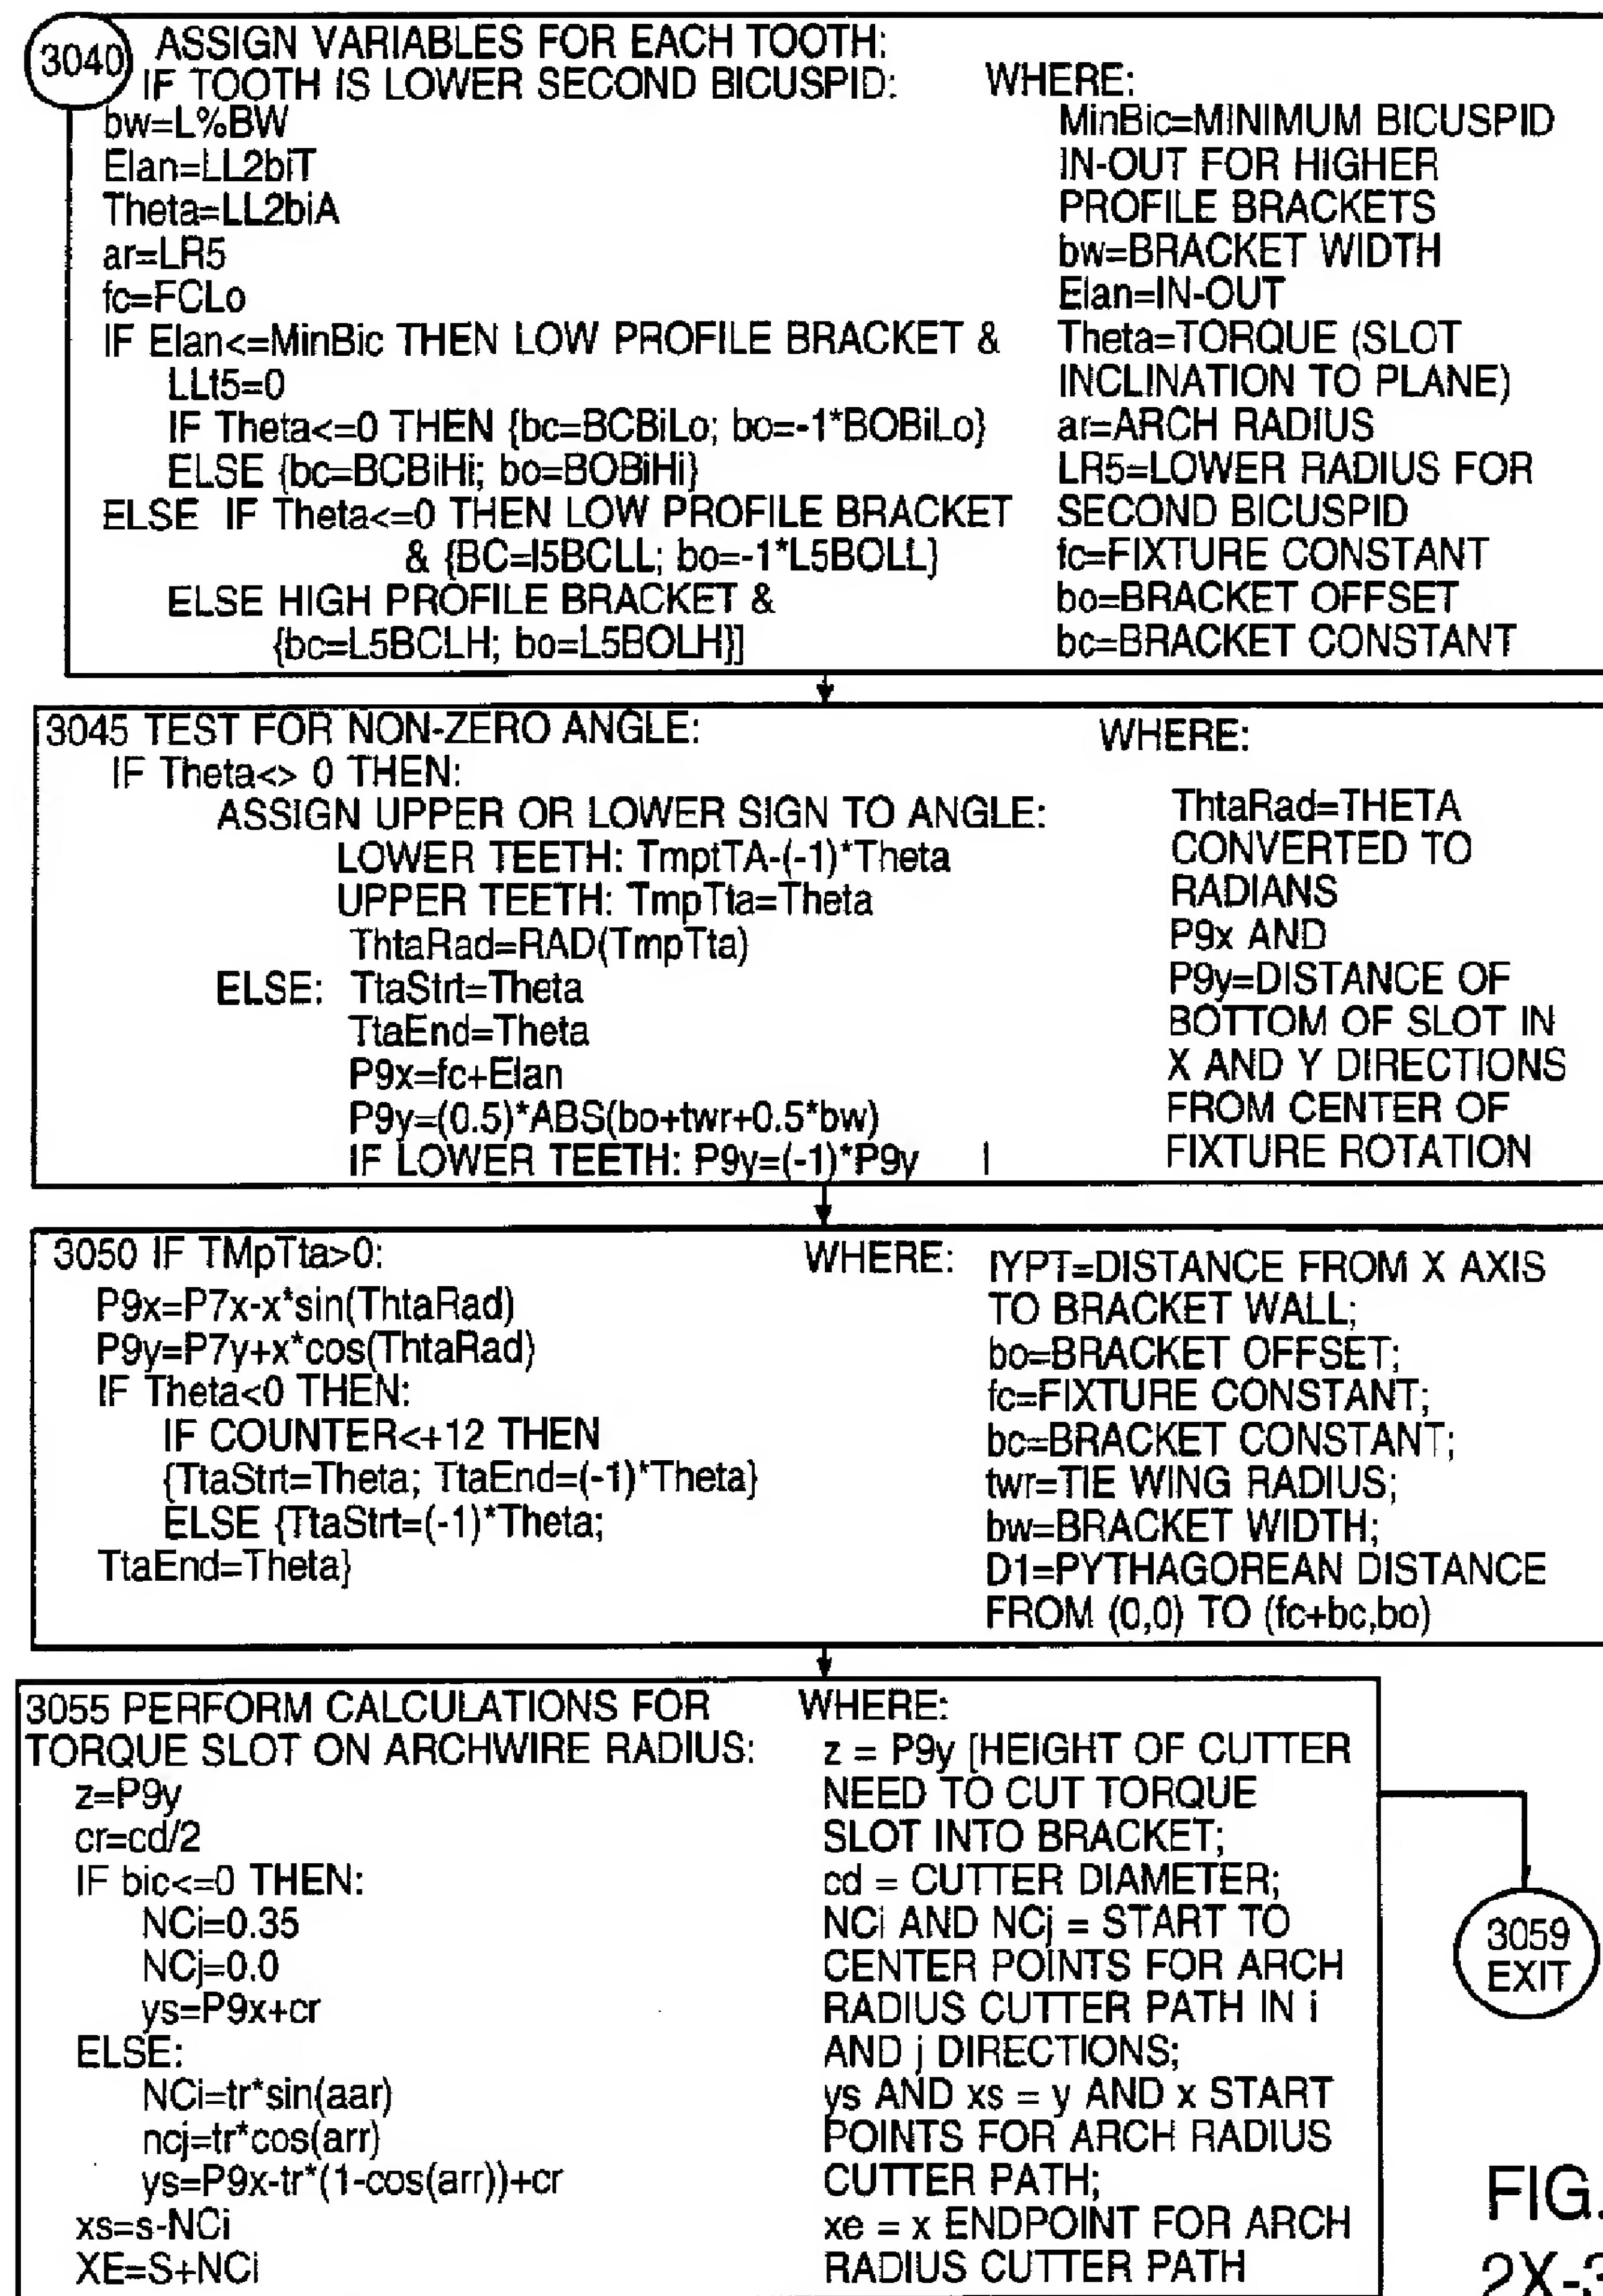 3040
ASSIGN VARIABLES FOR EACH TOOTH:
IF TOOTH IS LOWER SECOND BICUSPID:
bw=L%BW
Elan=LL2biT
Theta=LL2biA
ar=LR5
fc=FCLo
IF Elan<=MinBic THEN LOW PROFILE BRACKET &
LLt5=0
IF Theta<=0 THEN {bc=BCBiLo; bo=-1*BOBiLo}
ELSE {bc=BCBiHi; bo=BOBiHi}
ELSE IF Theta<=0 THEN LOW PROFILE BRACKET
& {BC=I5BCLL; bo=-1*L5BOLL}
ELSE HIGH PROFILE BRACKET &
{bc=L5BCLH; bo=L5BOLH}]
WHERE:
MinBic=MINIMUM BICUSPID
IN-OUT FOR HIGHER
PROFILE BRACKETS
bw=BRACKET WIDTH
Elan=IN-OUT
Theta=TORQUE (SLOT
INCLINATION TO PLANE)
ar=ARCH RADIUS
LR5=LOWER RADIUS FOR
SECOND BICUSPID
fc=FIXTURE CONSTANT
bo=BRACKET OFFSET
bc=BRACKET CONSTANT
3045 TEST FOR NON-ZERO ANGLE:
IF Theta<> 0 THEN:
ASSIGN UPPER OR LOWER SIGN TO ANGLE:
LOWER TEETH: TmptTA-(-1)*Theta
UPPER TEETH: TmpTta=Theta
ThtaRad=RAD(TmpTta)
ELSE: TtaStrt=Theta
TtaEnd=Theta
P9x=fc+Elan
P9y=(0.5)*ABS(bo+twr+0.5*bw)
IF LOWER TEETH: P9y=(-1)*P9y |
WHERE:
ThtaRad=THETA
CONVERTED TO
RADIANS
P9x AND
P9y=DISTANCE OF
BOTTOM OF SLOT IN
X AND Y DIRECTIONS
FROM CENTER OF
FIXTURE ROTATION
3050 IF TMpTta>0:
P9x=P7x-x*sin(ThtaRad)
P9y=P7y+x*cos(ThtaRad)
IF Theta<0 THEN:
IF COUNTER<+12 THEN
{TtaStrt=Theta; TtaEnd=(-1)*Theta}
ELSE {TtaStrt=(-1)*Theta;
TtaEnd=Theta}
WHERE:
IYPT=DISTANCE FROM X AXIS
TO BRACKET WALL;
bo=BRACKET OFFSET;
fc=FIXTURE CONSTANT;
bc=BRACKET CONSTANT;
twr=TIE WING RADIUS;
bw=BRACKET WIDTH;
D1=PYTHAGOREAN DISTANCE
FROM (0,0) TO (fc+bc,bo)
3055 PERFORM CALCULATIONS FOR
TORQUE SLOT ON ARCHWIRE RADIUS:
z=P9y
cr=cd/2
IF bic<=0 THEN:
NCi=0.35
NCj=0.0
ys=P9x+cr
ELSE:
NCi=tr*sin(aar)
ncj=tr*cos(arr)
ys=P9x-tr*(1-cos(arr))+cr
xs=s-NCi
XE=S+NCi
WHERE:
z = P9y [HEIGHT OF CUTTER
NEED TO CUT TORQUE
SLOT INTO BRACKET;
cd = CUTTER DIAMETER;
NCi AND NCj = START TO
CENTER POINTS FOR ARCH
RADIUS CUTTER PATH IN i
AND j DIRECTIONS;
ys AND xs = y AND x START
POINTS FOR ARCH RADIUS
CUTTER PATH;
xe = x ENDPOINT FOR ARCH
RADIUS CUTTER PATH
3059
EXIT
FIG.
2X-3